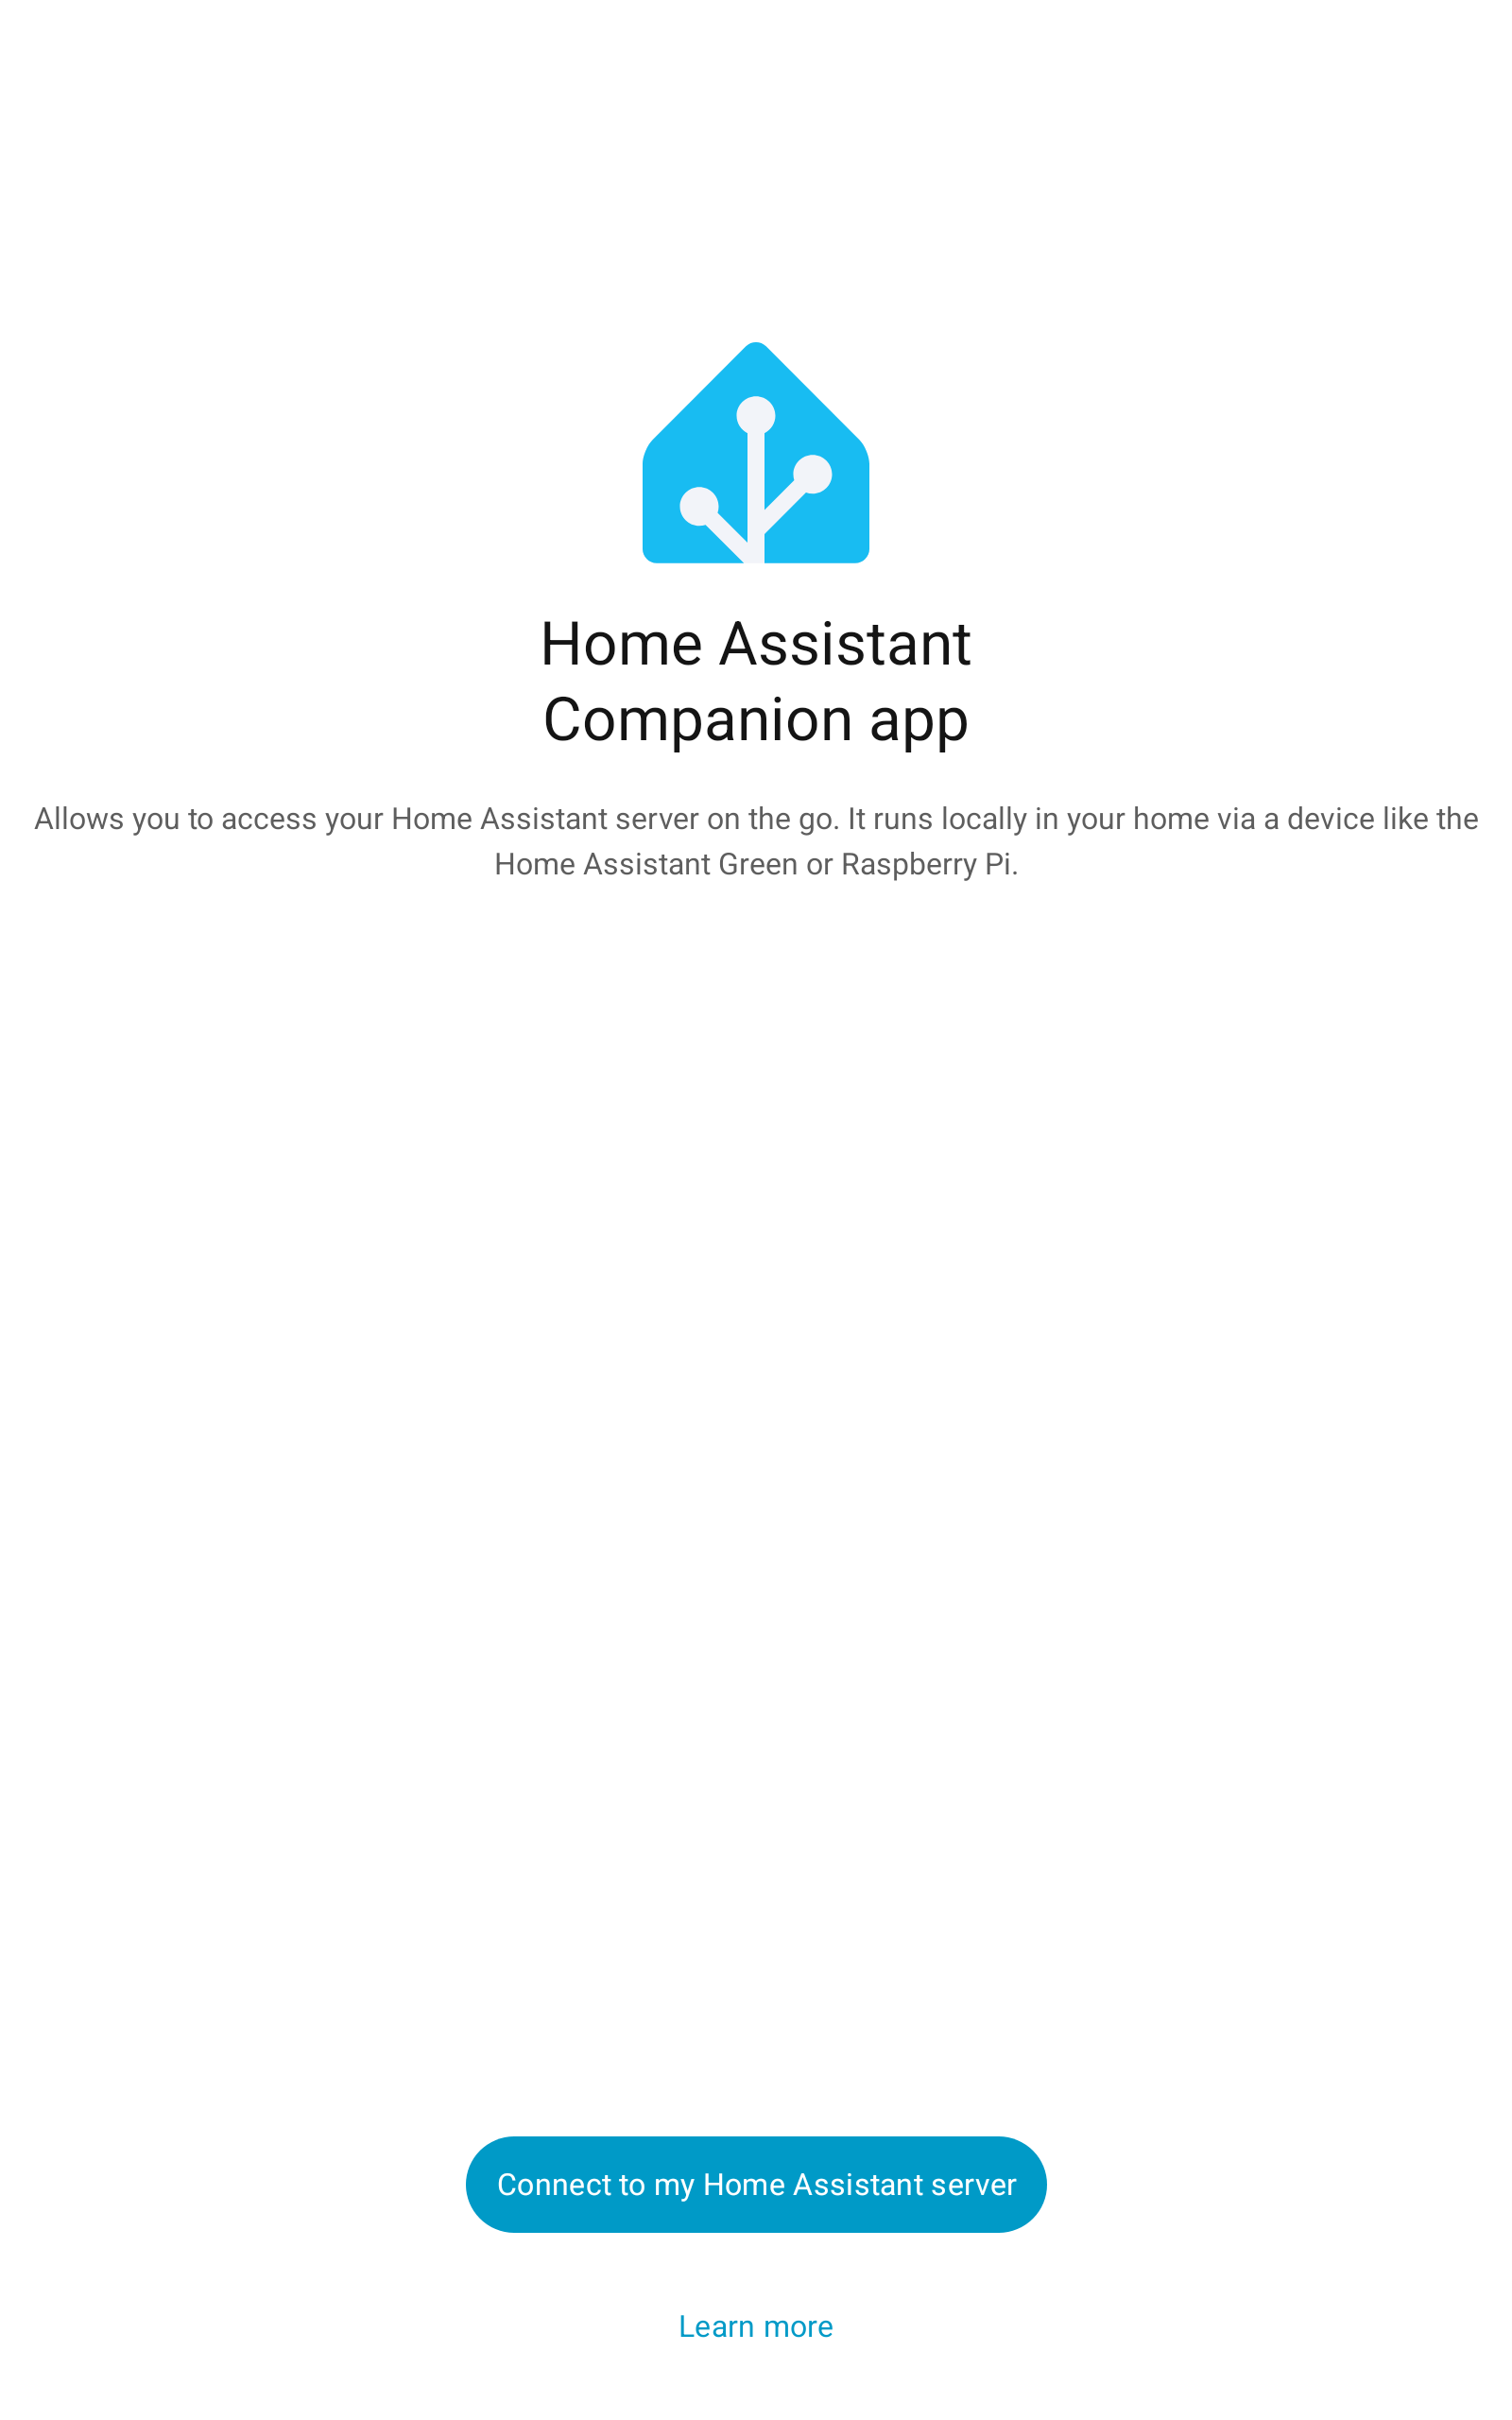 Home Assistant
Companion app
Allows you to access your Home Assistant server on the go. It runs locally in your home via a device like the
Home Assistant Green or Raspberry Pi.
Connect to my Home Assistant server
Learn more